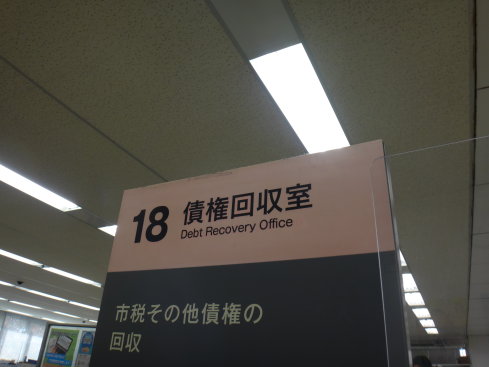 18 債権回収室
Debt Recovery Office
市税その他債権の
回収